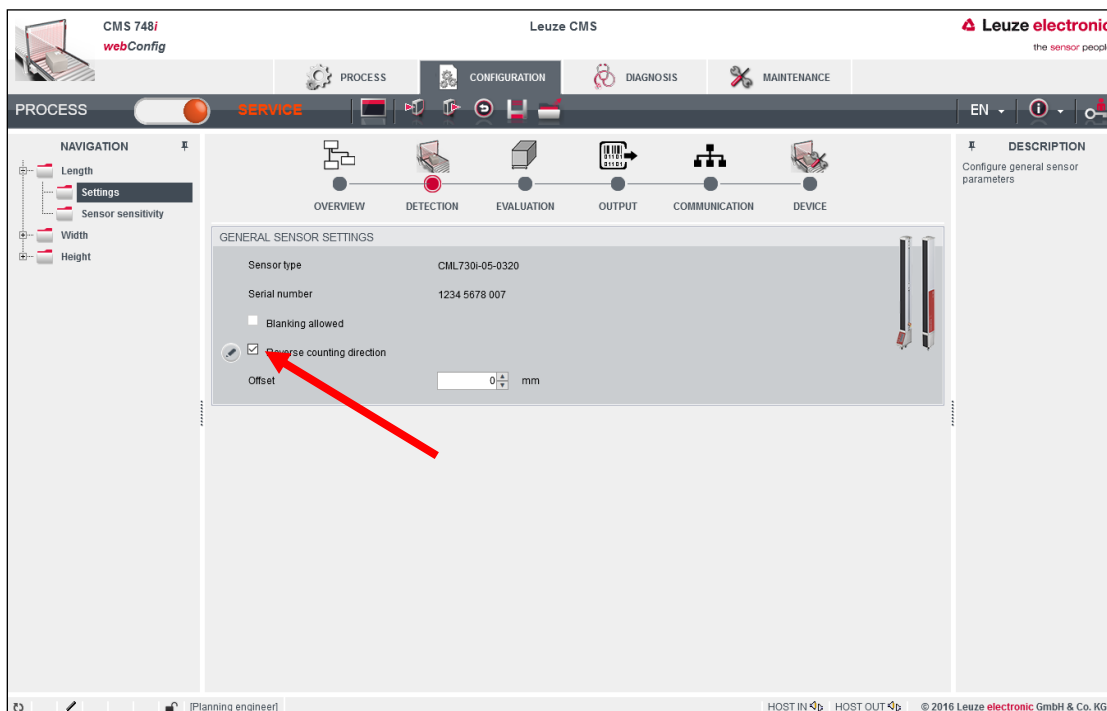 CMS 748i
webConfig
Leuze CMS
Leuze electronic
the sensor people
PROCESS
CONFIGURATION
DIAGNOSIS
MAINTENANCE
PROCESS
SERVICE
EN
NAVIGATION
Length
Settings
Sensor sensitivity
Width
Height
OVERVIEW
DETECTION
EVALUATION
OUTPUT
COMMUNICATION
DEVICE
GENERAL SENSOR SETTINGS
Sensor type CML730i-05-0320
Serial number 1234 5678 007
Blanking allowed
Reverse counting direction
Offset 0 mm
DESCRIPTION
Configure general sensor
parameters
[Planning engineer]
HOST IN
HOST OUT
© 2016 Leuze electronic GmbH & Co. KG